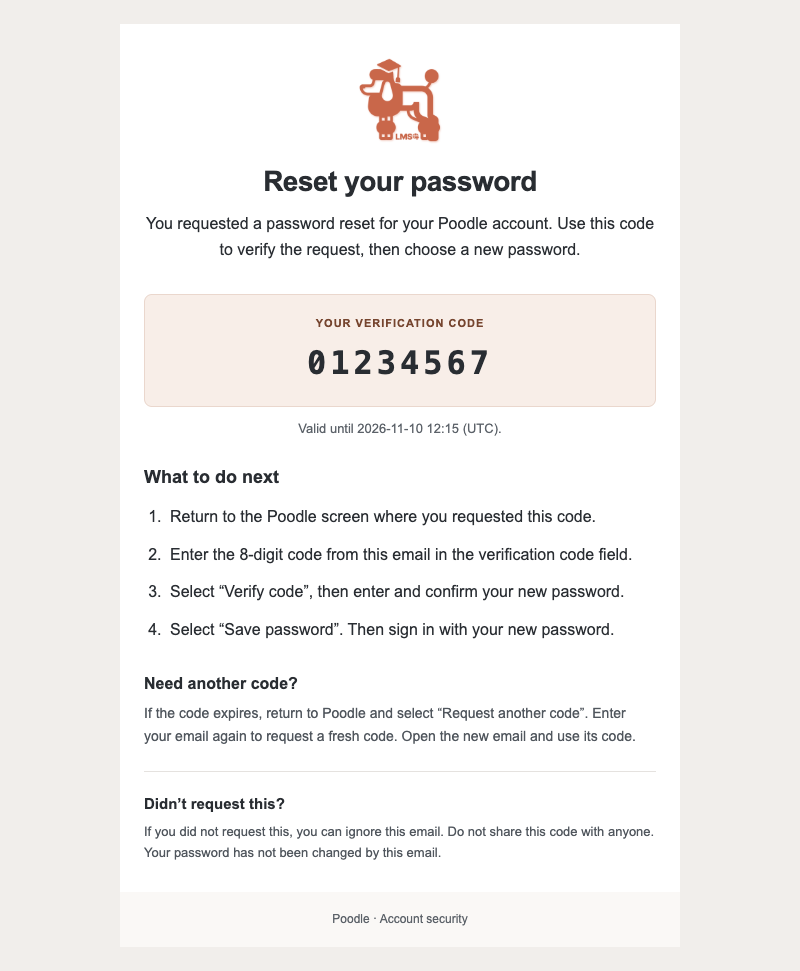 LMS
Reset your password
You requested a password reset for your Poodle account. Use this code
to verify the request, then choose a new password.
YOUR VERIFICATION CODE
01234567
Valid until 2026-11-10 12:15 (UTC).
What to do next
1. Return to the Poodle screen where you requested this code.
2. Enter the 8-digit code from this email in the verification code field.
3. Select “Verify code”, then enter and confirm your new password.
4. Select “Save password”. Then sign in with your new password.
Need another code?
If the code expires, return to Poodle and select “Request another code”. Enter
your email again to request a fresh code. Open the new email and use its code.
Didn’t request this?
If you did not request this, you can ignore this email. Do not share this code with anyone.
Your password has not been changed by this email.
Poodle · Account security